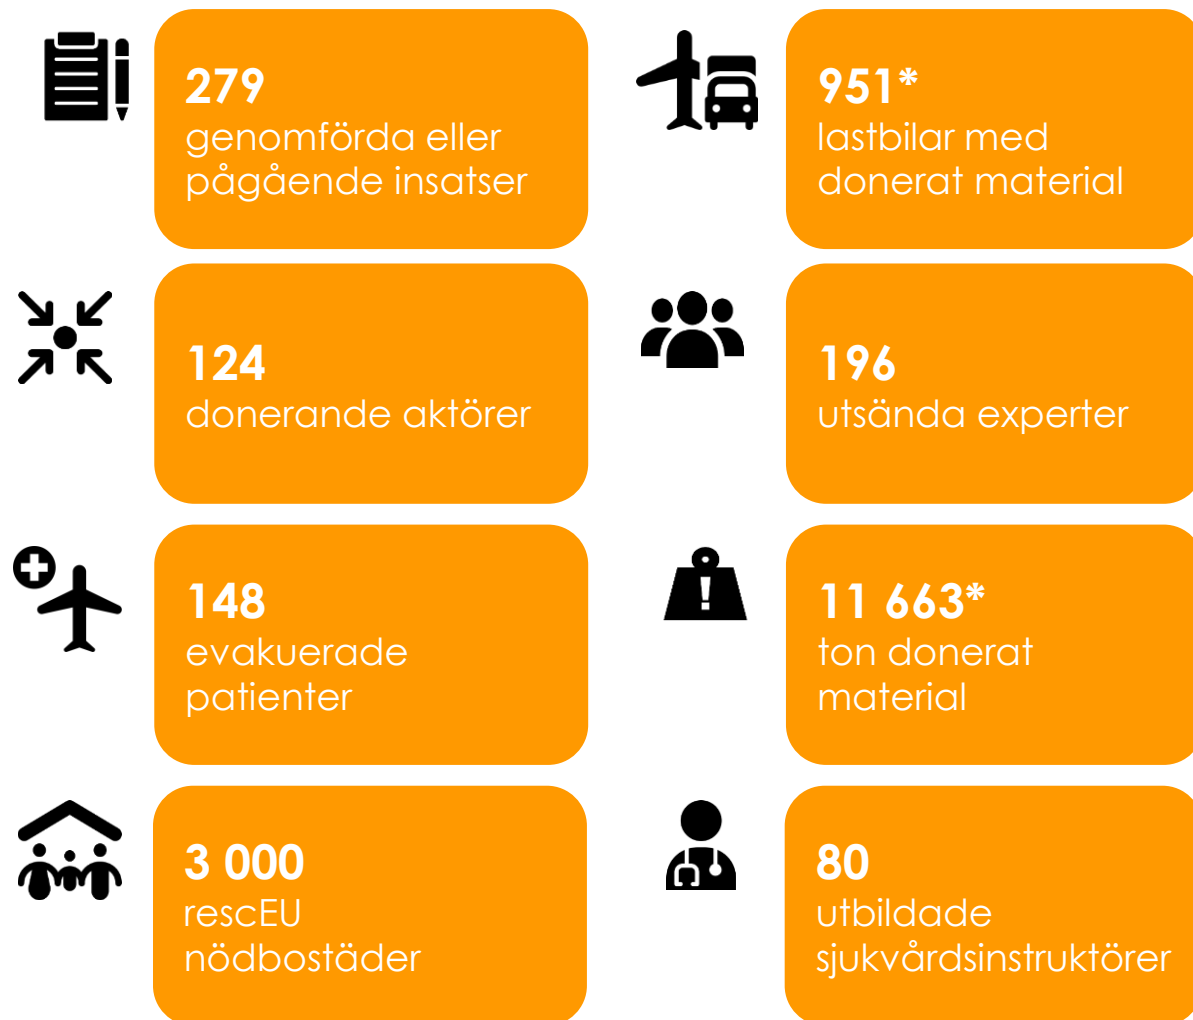 279
genomförda eller
pågående insatser
951*
lastbilar med
donerat material
124
donerande aktörer
196
utsända experter
148
evakuerade
patienter
11 663*
ton donerat
material
3 000
rescEU
nödbostäder
80
utbildade
sjukvårdsinstruktörer